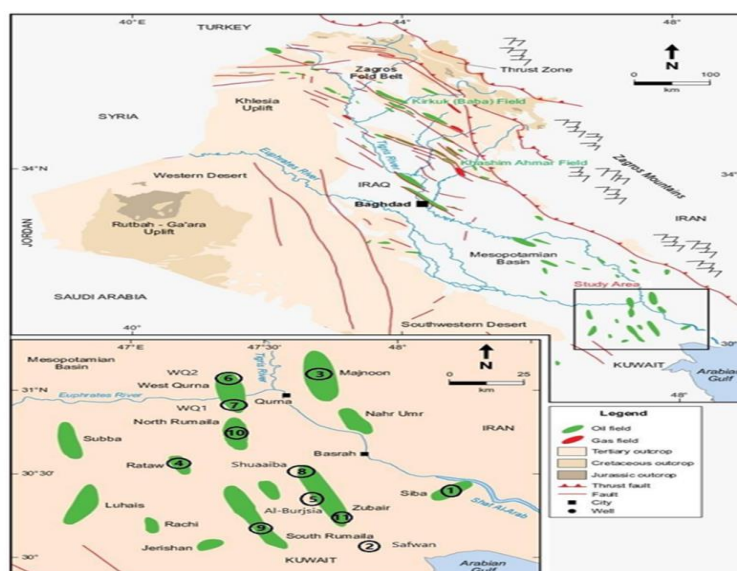 40°E
44°
48°
TURKEY
N
0 100
km
Zagros
Fold Belt
Thrust Zone
Kirkuk (Baba) Field
Khlesia
Uplift
SYRIA
Tigris River
34°N
Euphrates River
Khashim Ahmar Field
34°
Western Desert
IRAQ
Baghdad
Zagros Mountains
IRAN
JORDAN
Rutbah - Ga'ara
Uplift
Mesopotamian
Basin
Study Area
SAUDI ARABIA
40°
Southwestern Desert
30°
KUWAIT
48°
Arabian
Gulf
47°E
47°30'
48°
Mesopotamian
Basin
WQ2
6
West Qurna
Tigris River
3
Majnoon
N
0 25
km
31°N
Euphrates River
WQ1
7
Qurna
North Rumaila
10
Nahr Umr
IRAN
Subba
Basrah
Rataw
4
Shuaaiba
8
30°30'
Siba
1
Shat Al-Arab
Luhais
5
Al-Burjsia
11
Zubair
Rachi
9
South Rumaila
Jerishan
2
Safwan
30°
KUWAIT
Arabian
Gulf
Legend
Oil field
Gas field
Tertiary outcrop
Cretaceous outcrop
Jurassic outcrop
Thrust fault
Fault
City
Well